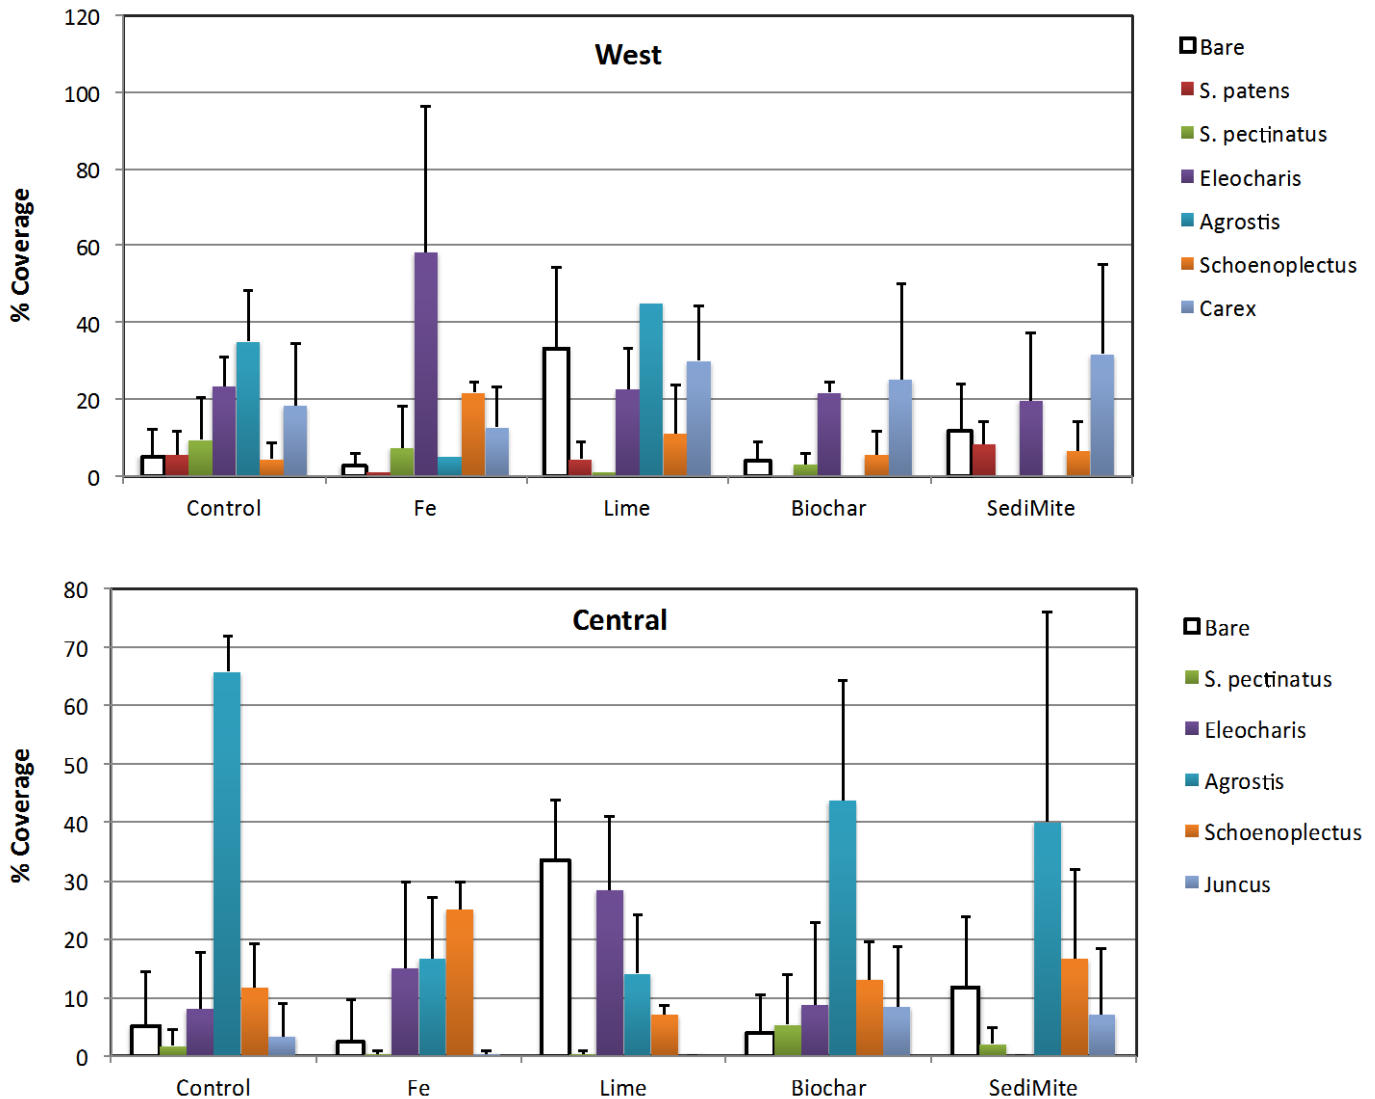 West
% Coverage
120
100
80
60
40
20
0
Control Fe Lime Biochar SediMite
Bare
S. patens
S. pectinatus
Eleocharis
Agrostis
Schoenoplectus
Carex
Central
% Coverage
80
70
60
50
40
30
20
10
0
Control Fe Lime Biochar SediMite
Bare
S. pectinatus
Eleocharis
Agrostis
Schoenoplectus
Juncus